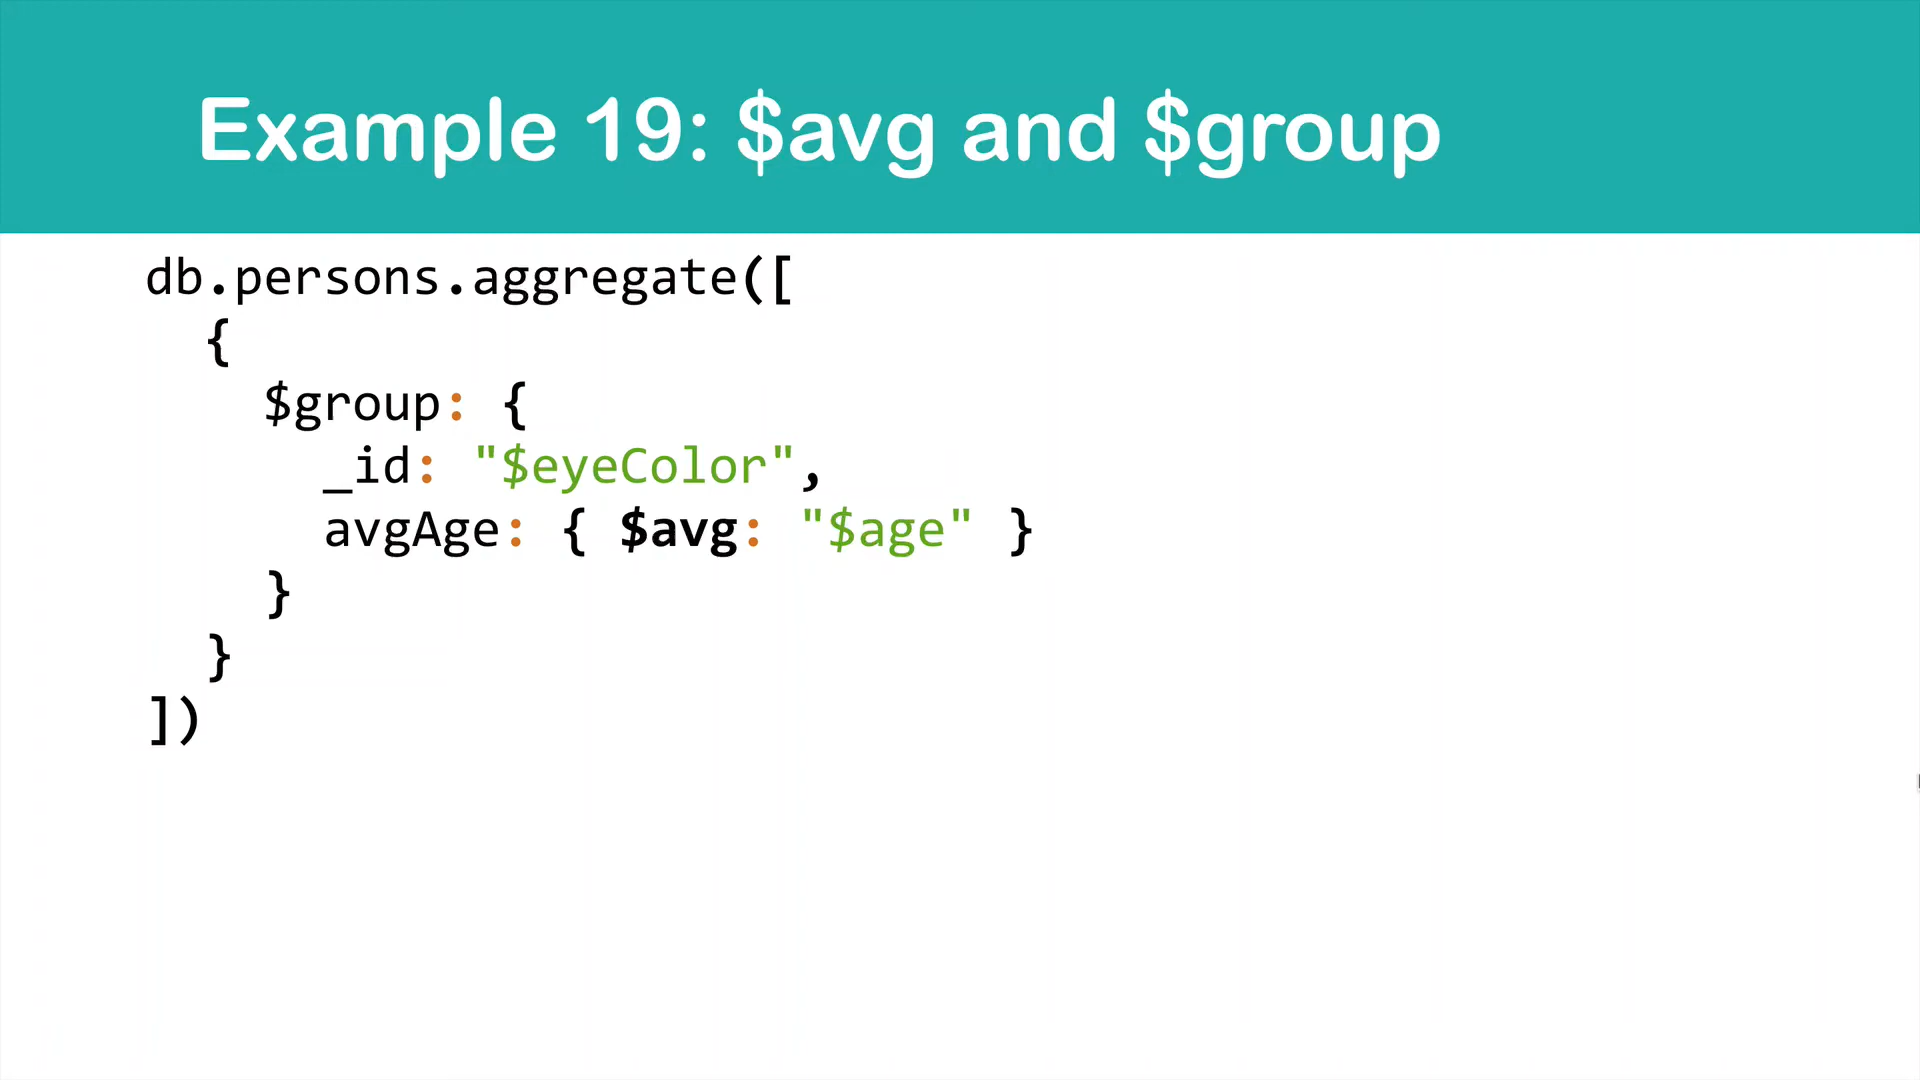 Example 19: $avg and $group
db.persons.aggregate([
{
$group: {
_id: "$eyeColor",
avgAge: { $avg: "$age" }
}
}
])